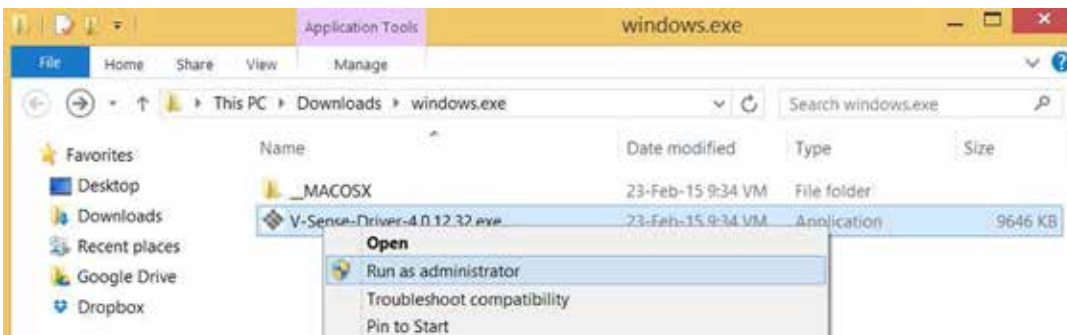 Application Tools windows.exe
File Home Share View Manage
This PC Downloads windows.exe Search windows.exe
Favorites Name Date modified Type Size
Desktop __MACOSX 23-Feb-15 9:34 VM File folder
Downloads V-Sense-Driver-4.0.12.32.exe 23-Feb-15 9:34 VM Application 9646 KB
Recent places Open
Google Drive Run as administrator
Dropbox Troubleshoot compatibility
Pin to Start